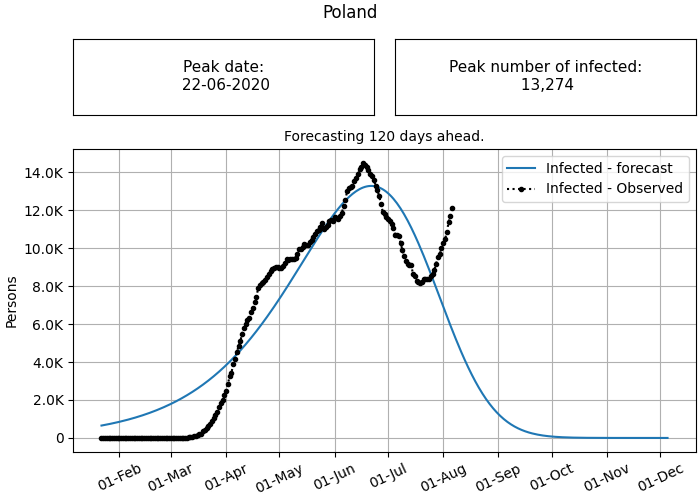 Poland
Peak date:
22-06-2020
Peak number of infected:
13,274
Forecasting 120 days ahead.
Infected - forecast
Infected - Observed
Persons
14.0K
12.0K
10.0K
8.0K
6.0K
4.0K
2.0K
0
01-Feb
01-Mar
01-Apr
01-May
01-Jun
01-Jul
01-Aug
01-Sep
01-Oct
01-Nov
01-Dec